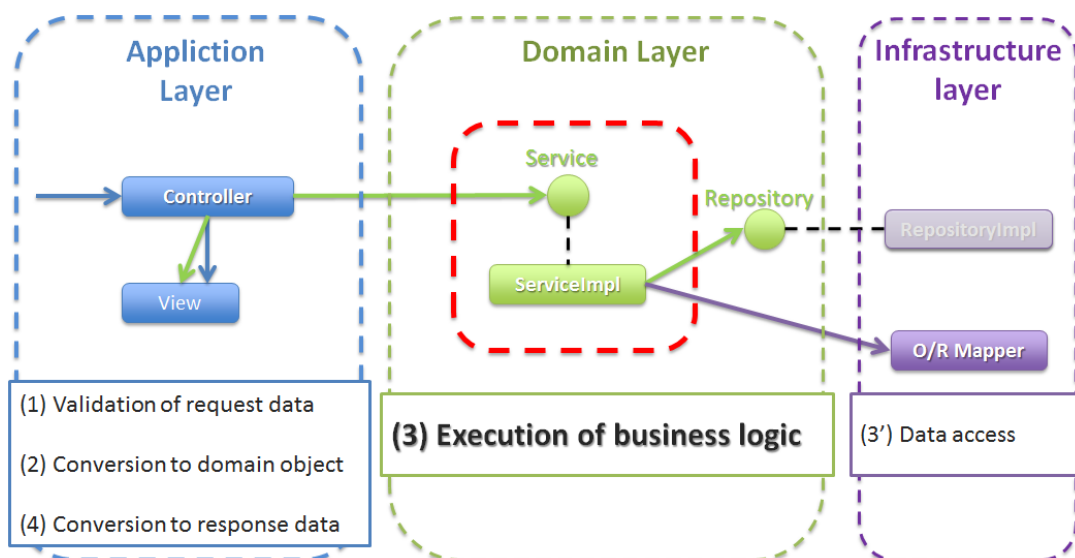 Appliction
Layer
Domain Layer
Infrastructure
layer
Service
Controller
Repository
RepositoryImpl
ServiceImpl
View
O/R Mapper
(1) Validation of request data
(2) Conversion to domain object
(4) Conversion to response data
(3) Execution of business logic
(3’) Data access